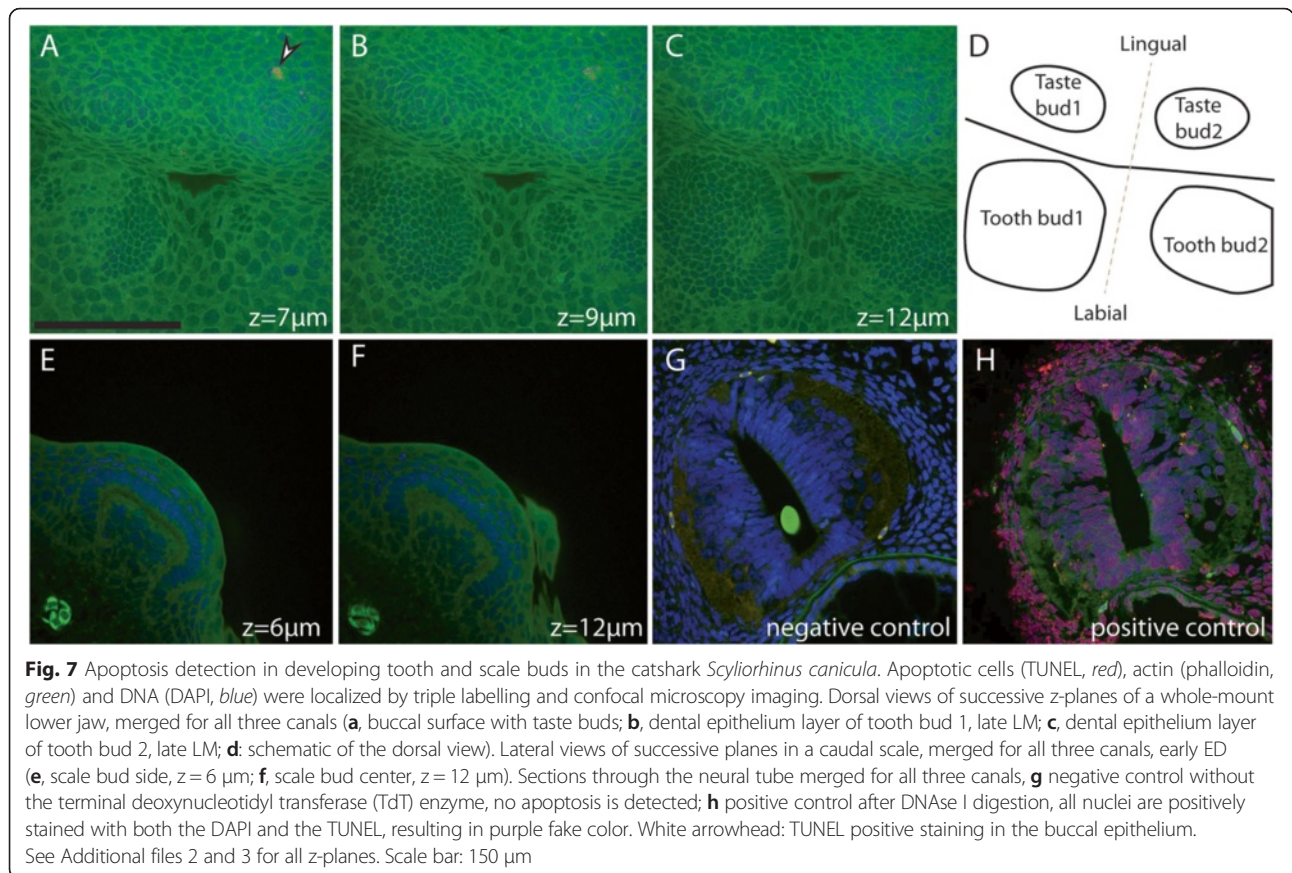 A
B
C
D
Lingual
Taste
bud1
Taste
bud2
Tooth bud1
Tooth bud2
Labial
z=7µm
z=9µm
z=12µm
E
F
G
H
z=6µm
z=12µm
negative control
positive control
Fig. 7 Apoptosis detection in developing tooth and scale buds in the catshark Scyliorhinus canicula. Apoptotic cells (TUNEL, red), actin (phalloidin,
green) and DNA (DAPI, blue) were localized by triple labelling and confocal microscopy imaging. Dorsal views of successive z-planes of a whole-mount
lower jaw, merged for all three canals (a, buccal surface with taste buds; b, dental epithelium layer of tooth bud 1, late LM; c, dental epithelium layer
of tooth bud 2, late LM; d: schematic of the dorsal view). Lateral views of successive planes in a caudal scale, merged for all three canals, early ED
(e, scale bud side, z = 6 µm; f, scale bud center, z = 12 µm). Sections through the neural tube merged for all three canals, g negative control without
the terminal deoxynucleotidyl transferase (TdT) enzyme, no apoptosis is detected; h positive control after DNAse I digestion, all nuclei are positively
stained with both the DAPI and the TUNEL, resulting in purple fake color. White arrowhead: TUNEL positive staining in the buccal epithelium.
See Additional files 2 and 3 for all z-planes. Scale bar: 150 µm